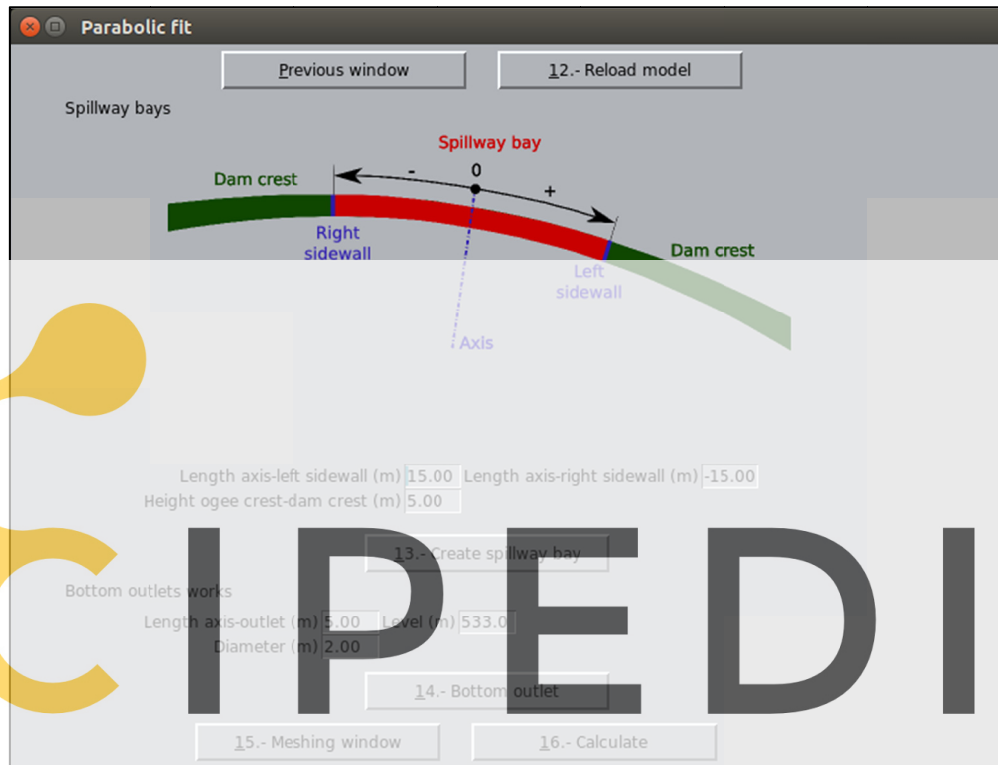 Parabolic fit
Previous window
12.- Reload model
Spillway bays
Spillway bay
- 0 +
Dam crest
Right
sidewall
Dam crest
Left
sidewall
Axis
Length axis-left sidewall (m) 15.00 Length axis-right sidewall (m) -15.00
Height ogee crest-dam crest (m) 5.00
13.- Create spillway bay
Bottom outlets works
Length axis-outlet (m) 5.00 Level (m) 533.0
Diameter (m) 2.00
14.- Bottom outlet
15.- Meshing window
16.- Calculate
CIPEDI